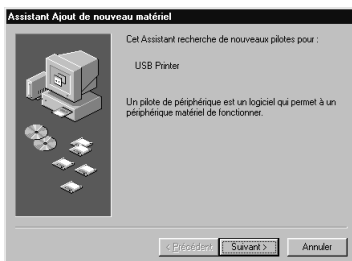 Assistant Ajout de nouveau matériel
Cet Assistant recherche de nouveaux pilotes pour :
USB Printer
Un pilote de périphérique est un logiciel qui permet à un
périphérique matériel de fonctionner.
< Précédent
Suivant >
Annuler